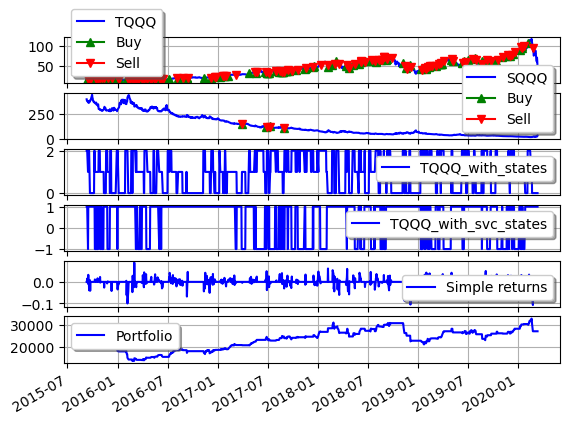 TQQQ
Buy
Sell
100
50
SQQQ
Buy
Sell
250
0
2
TQQQ_with_states
0
1
TQQQ_with_svc_states
0
−1
0.0
Simple returns
−0.1
30000
Portfolio
20000
2015-07
2016-01
2016-07
2017-01
2017-07
2018-01
2018-07
2019-01
2019-07
2020-01